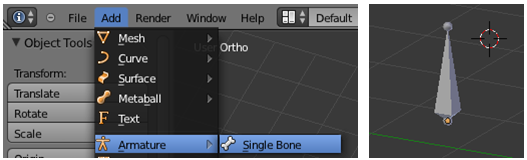 File Add Render Window Help Default
Object Tools
Transform:
Translate
Rotate
Scale
Origin
Mesh
Curve
Surface
Metaball
Text
Armature
Single Bone
User Ortho